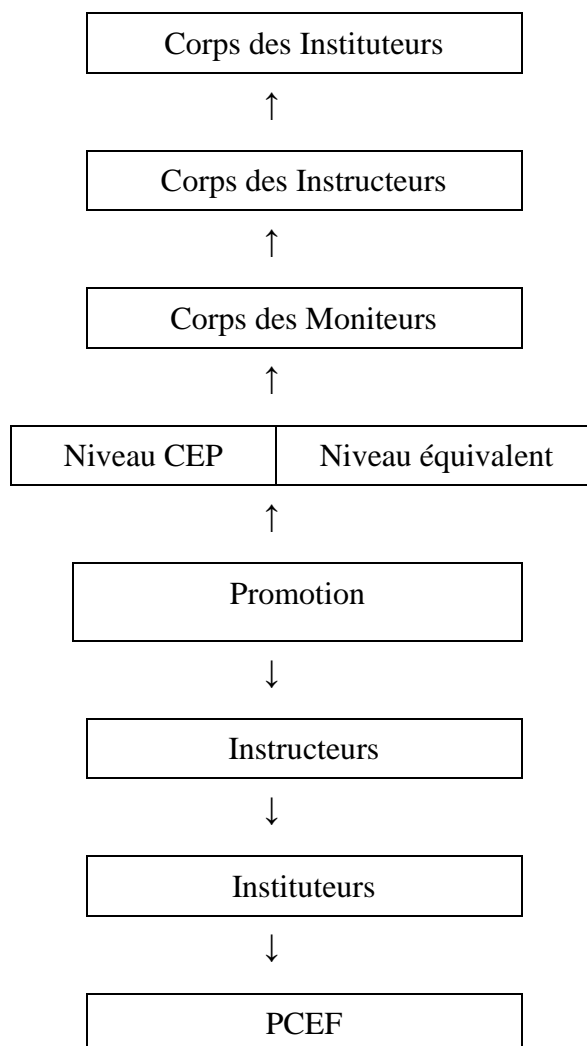 Corps des Instituteurs
↑
Corps des Instructeurs
↑
Corps des Moniteurs
↑
Niveau CEP Niveau équivalent
↑
Promotion
↓
Instructeurs
↓
Instituteurs
↓
PCEF